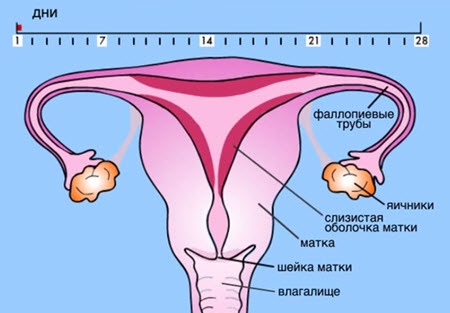 ДНИ
1 7 14 21 28
фаллопиевые
трубы
яичники
слизистая
оболочка матки
матка
шейка матки
влагалище